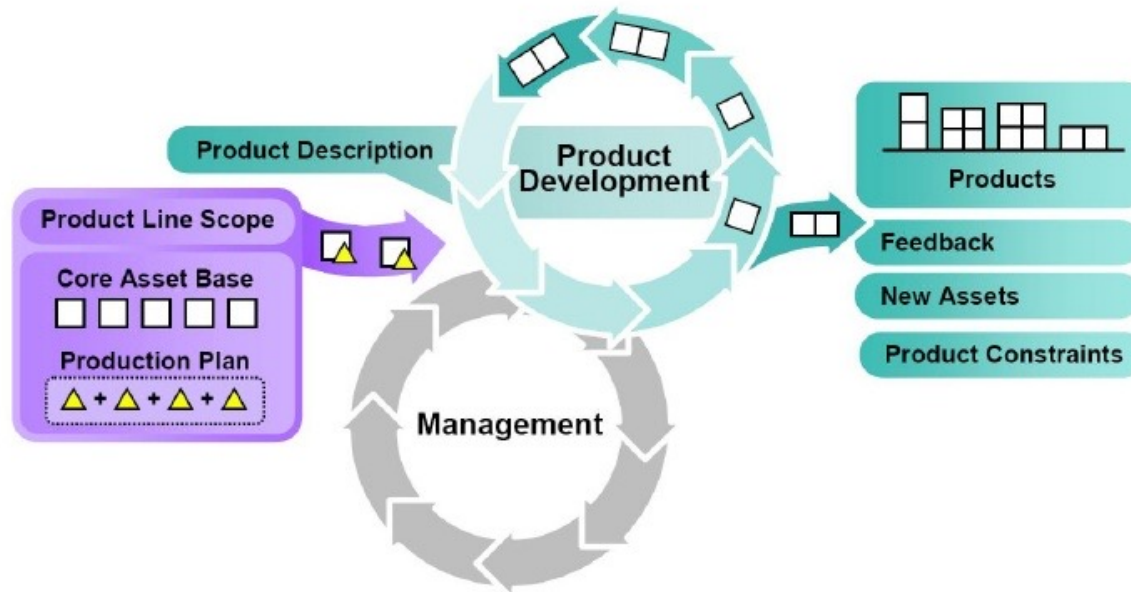 Product Description
Product
Development
Product Line Scope
Core Asset Base
Production Plan
+ + +
Management
Products
Feedback
New Assets
Product Constraints